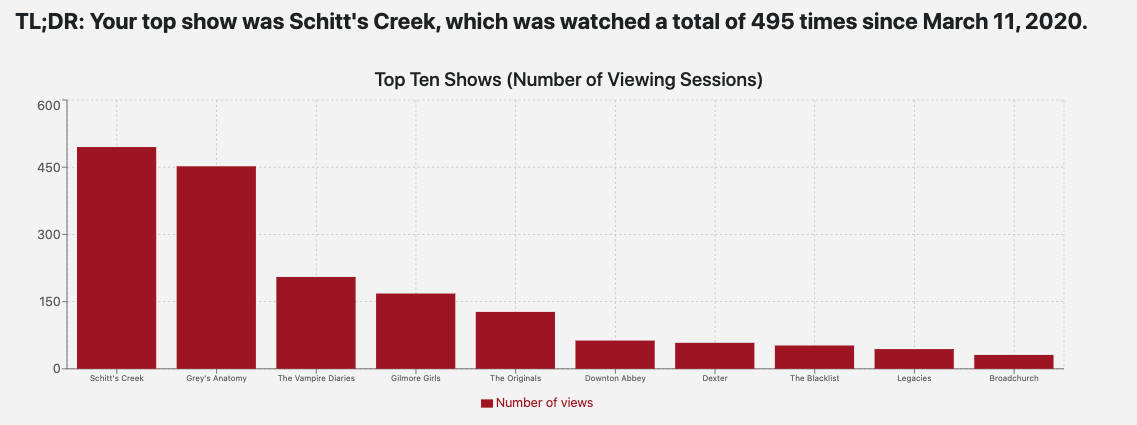 TL;DR: Your top show was Schitt's Creek, which was watched a total of 495 times since March 11, 2020.
Top Ten Shows (Number of Viewing Sessions)
600
450
300
150
0
Schitt's Creek Grey's Anatomy The Vampire Diaries Gilmore Girls The Originals Downton Abbey Dexter The Blacklist Legacies Broadchurch
Number of views